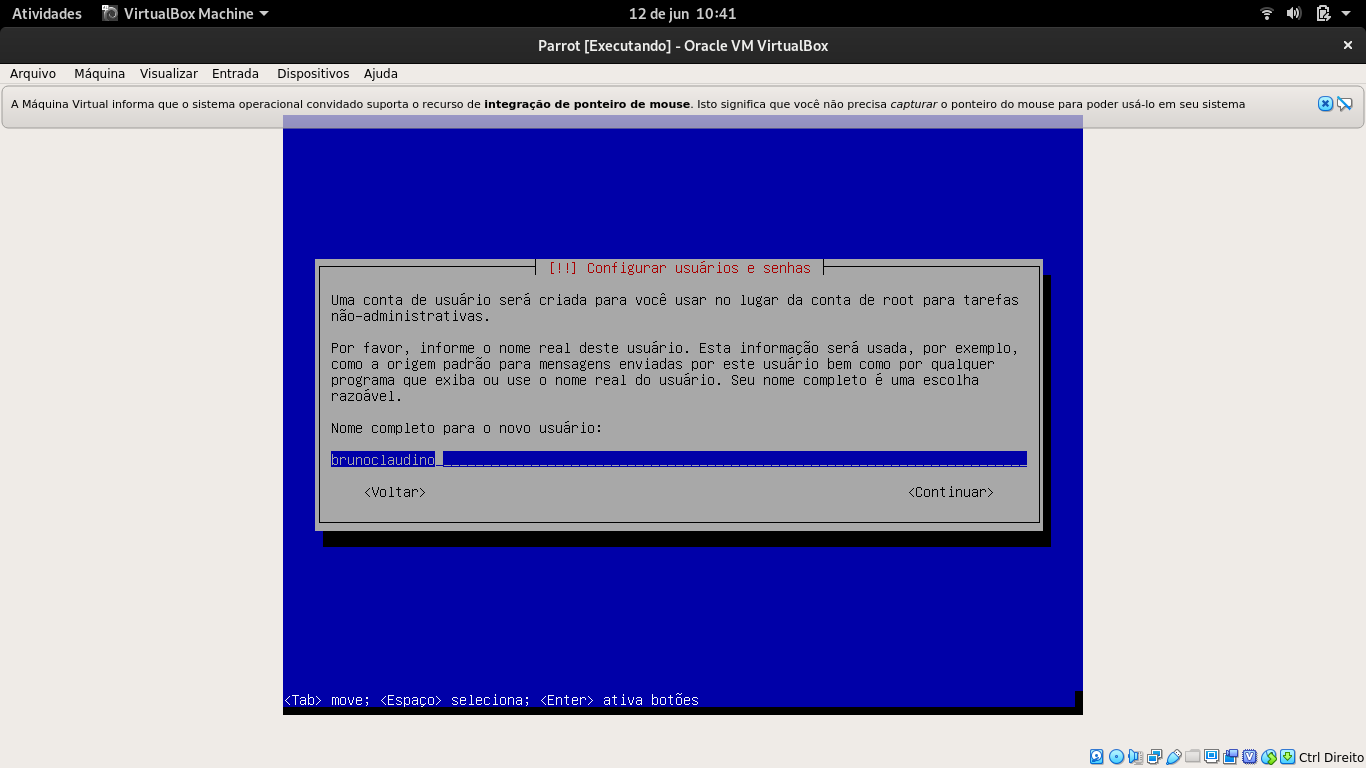 Atividades VirtualBox Machine 12 de jun 10:41
Parrot [Executando] - Oracle VM VirtualBox
Arquivo Máquina Visualizar Entrada Dispositivos Ajuda
A Máquina Virtual informa que o sistema operacional convidado suporta o recurso de integração de ponteiro de mouse. Isto significa que você não precisa capturar o ponteiro do mouse para poder usá-lo em seu sistema
[!!] Configurar usuários e senhas
Uma conta de usuário será criada para você usar no lugar da conta de root para tarefas
não-administrativas.
Por favor, informe o nome real deste usuário. Esta informação será usada, por exemplo,
como a origem padrão para mensagens enviadas por este usuário bem como por qualquer
programa que exiba ou use o nome real do usuário. Seu nome completo é uma escolha
razoável.
Nome completo para o novo usuário:
brunoclaudino
<Voltar> <Continuar>
<Tab> move; <Espaço> seleciona; <Enter> ativa botões
Ctrl Direito